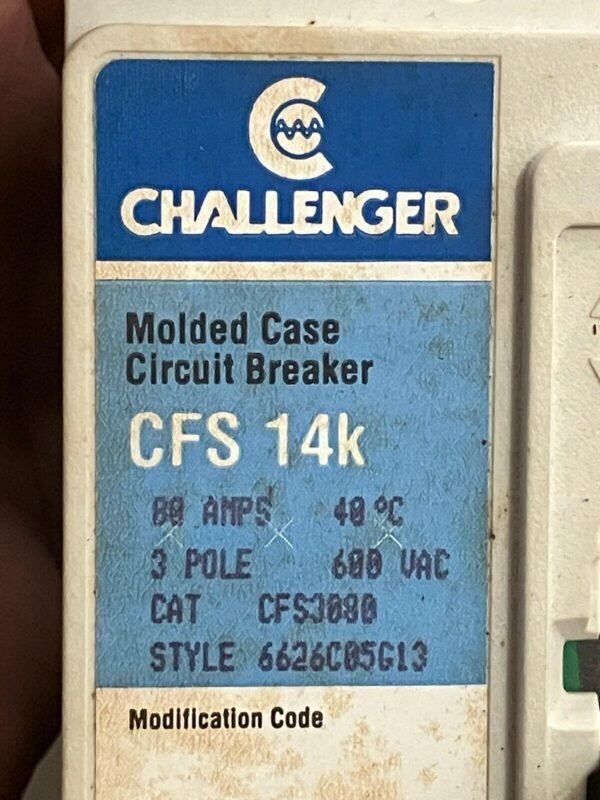 CHALLENGER
Molded Case
Circuit Breaker
CFS 14k
80 AMPS 40 °C
3 POLE 600 VAC
CAT CFS3080
STYLE 6626C05G13
Modification Code